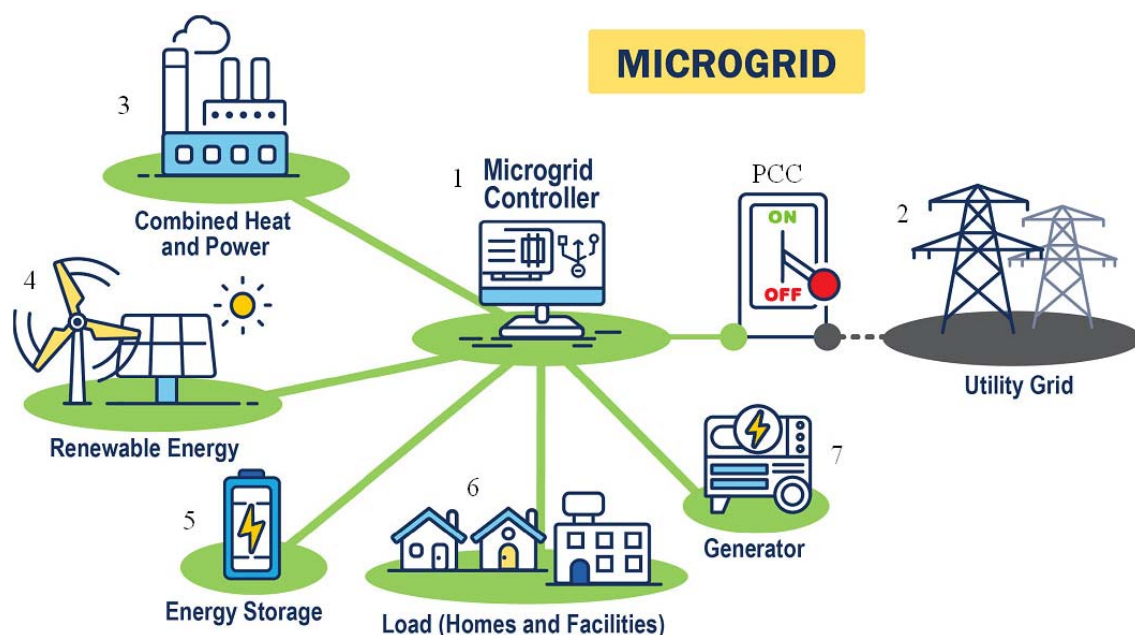 MICROGRID
3
Combined Heat
and Power
1
Microgrid
Controller
PCC
ON
OFF
2
Utility Grid
4
Renewable Energy
5
Energy Storage
6
Load (Homes and Facilities)
7
Generator